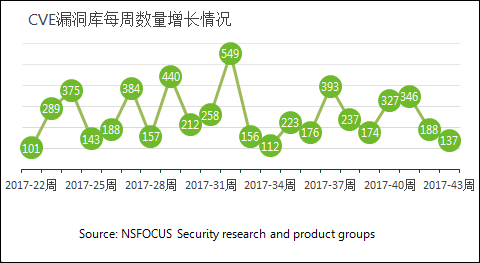 CVE漏洞库每周数量增长情况
101 289 375 143 188 384 157 440 212 258 549 156 112 223 176 393 237 174 327 346 188 137
2017-22周 2017-25周 2017-28周 2017-31周 2017-34周 2017-37周 2017-40周 2017-43周
Source: NSFOCUS Security research and product groups